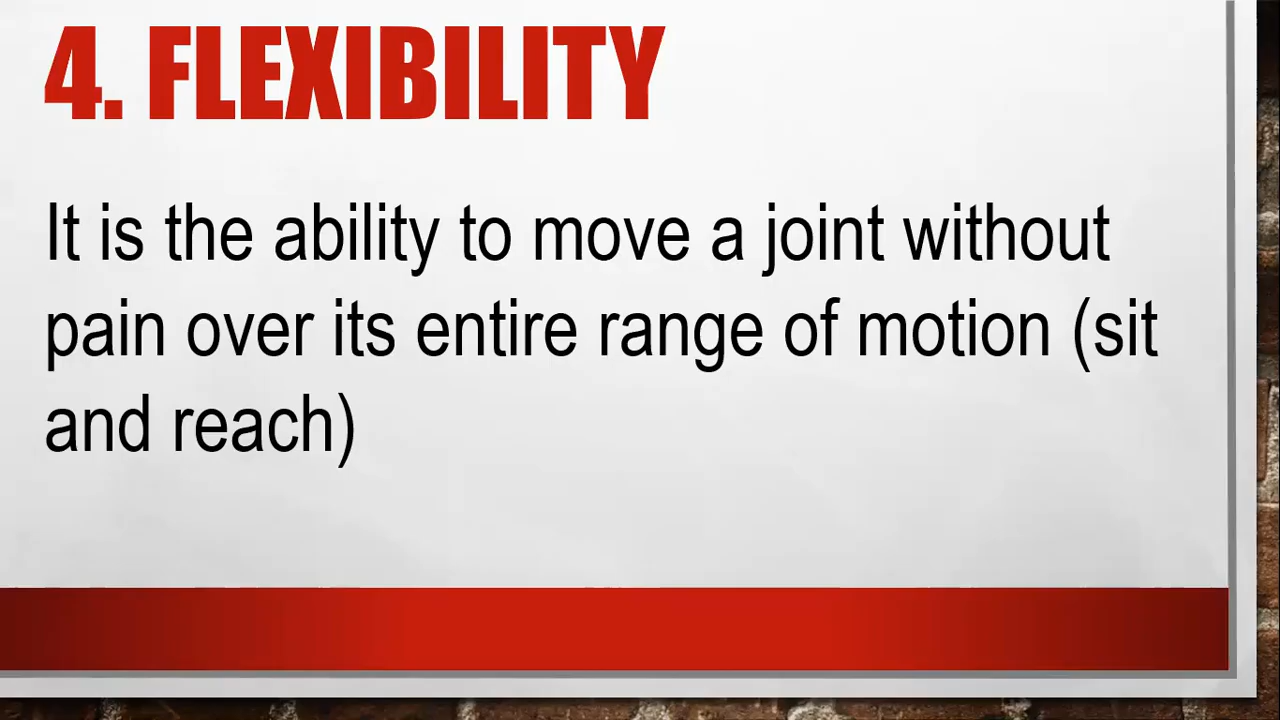 4. FLEXIBILITY
It is the ability to move a joint without
pain over its entire range of motion (sit
and reach)